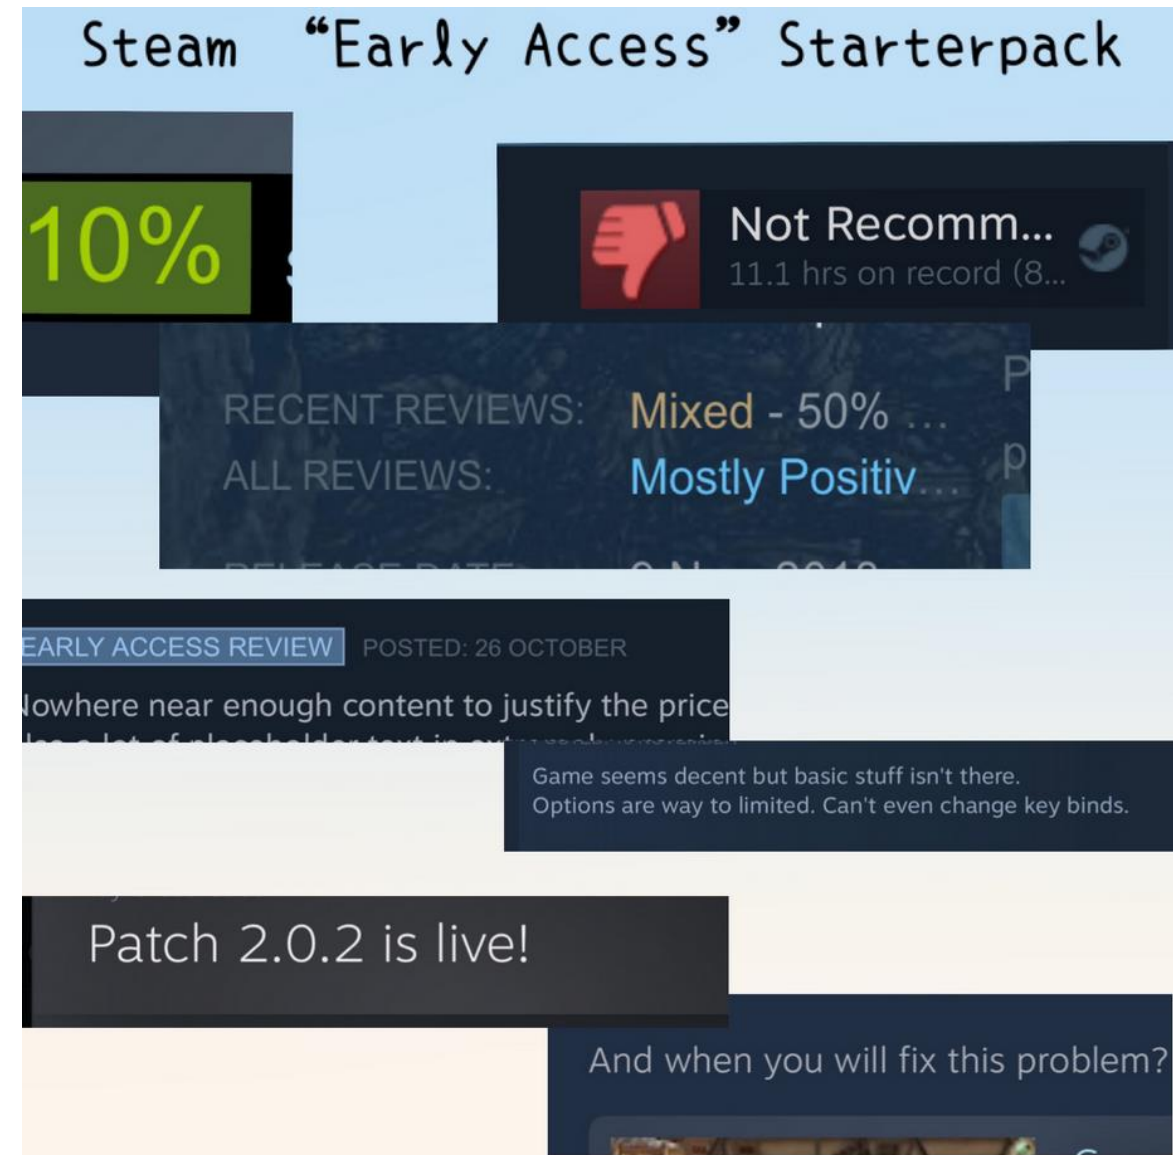 Steam “Early Access” Starterpack
10%
Not Recomm...
11.1 hrs on record (8...
RECENT REVIEWS: Mixed - 50% ...
ALL REVIEWS: Mostly Positiv...
EARLY ACCESS REVIEW POSTED: 26 OCTOBER
Nowhere near enough content to justify the price
Game seems decent but basic stuff isn't there.
Options are way to limited. Can't even change key binds.
Patch 2.0.2 is live!
And when you will fix this problem?